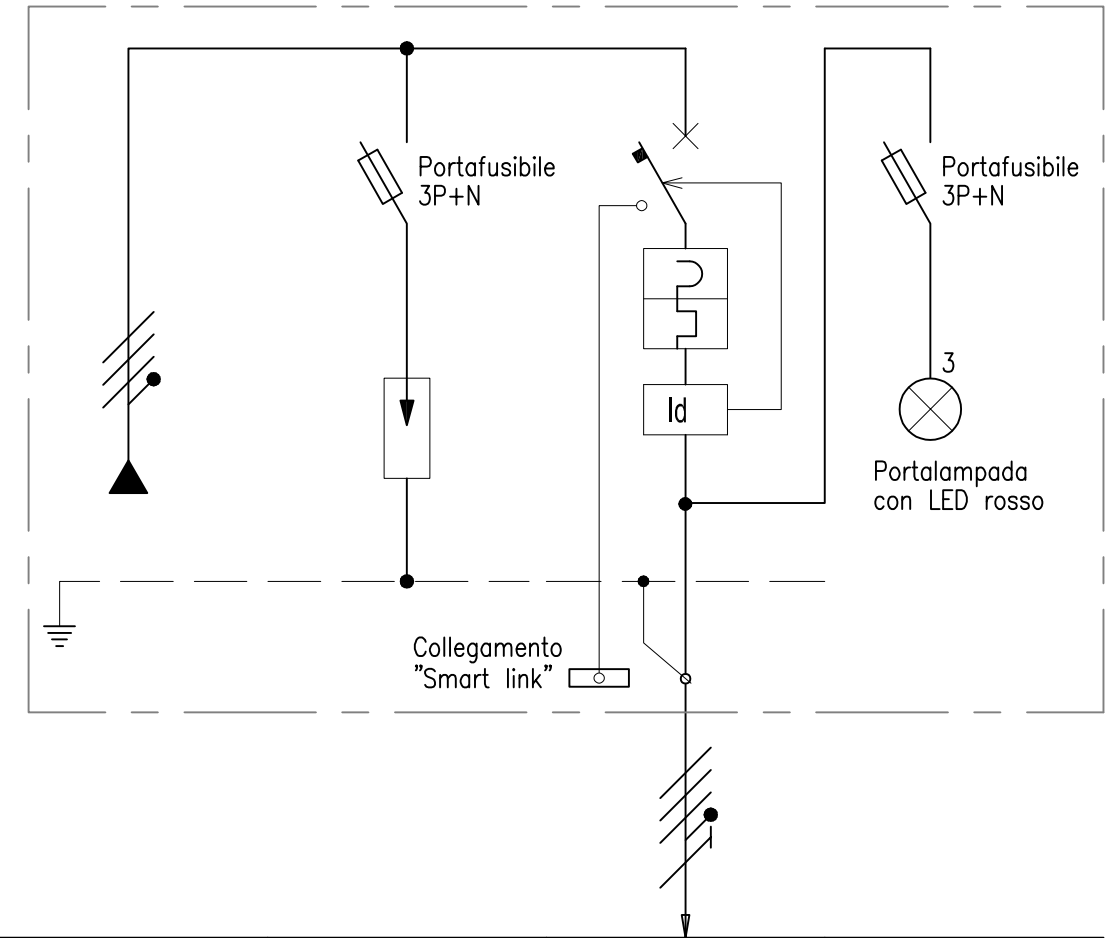 Portafusibile
3P+N
Portafusibile
3P+N
Id
3
Portalampada
con LED rosso
Collegamento
"Smart link"